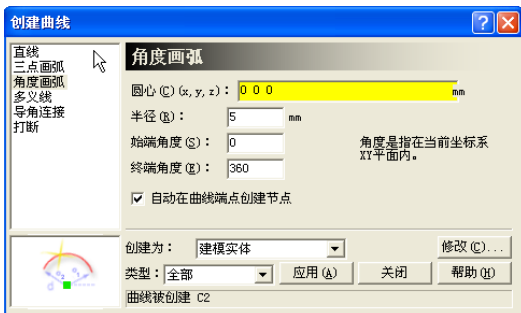 创建曲线
直线
三点画弧
角度画弧
多义线
导角连接
打断
角度画弧
圆心(C)(x,y,z): 0 0 0 mm
半径(R): 5 mm
始端角度(S): 0
终端角度(E): 360
角度是指在当前坐标系
XY平面内。
自动在曲线端点创建节点
创建为: 建模实体 修改(C)...
类型: 全部 应用(A) 关闭 帮助(H)
曲线被创建 C2